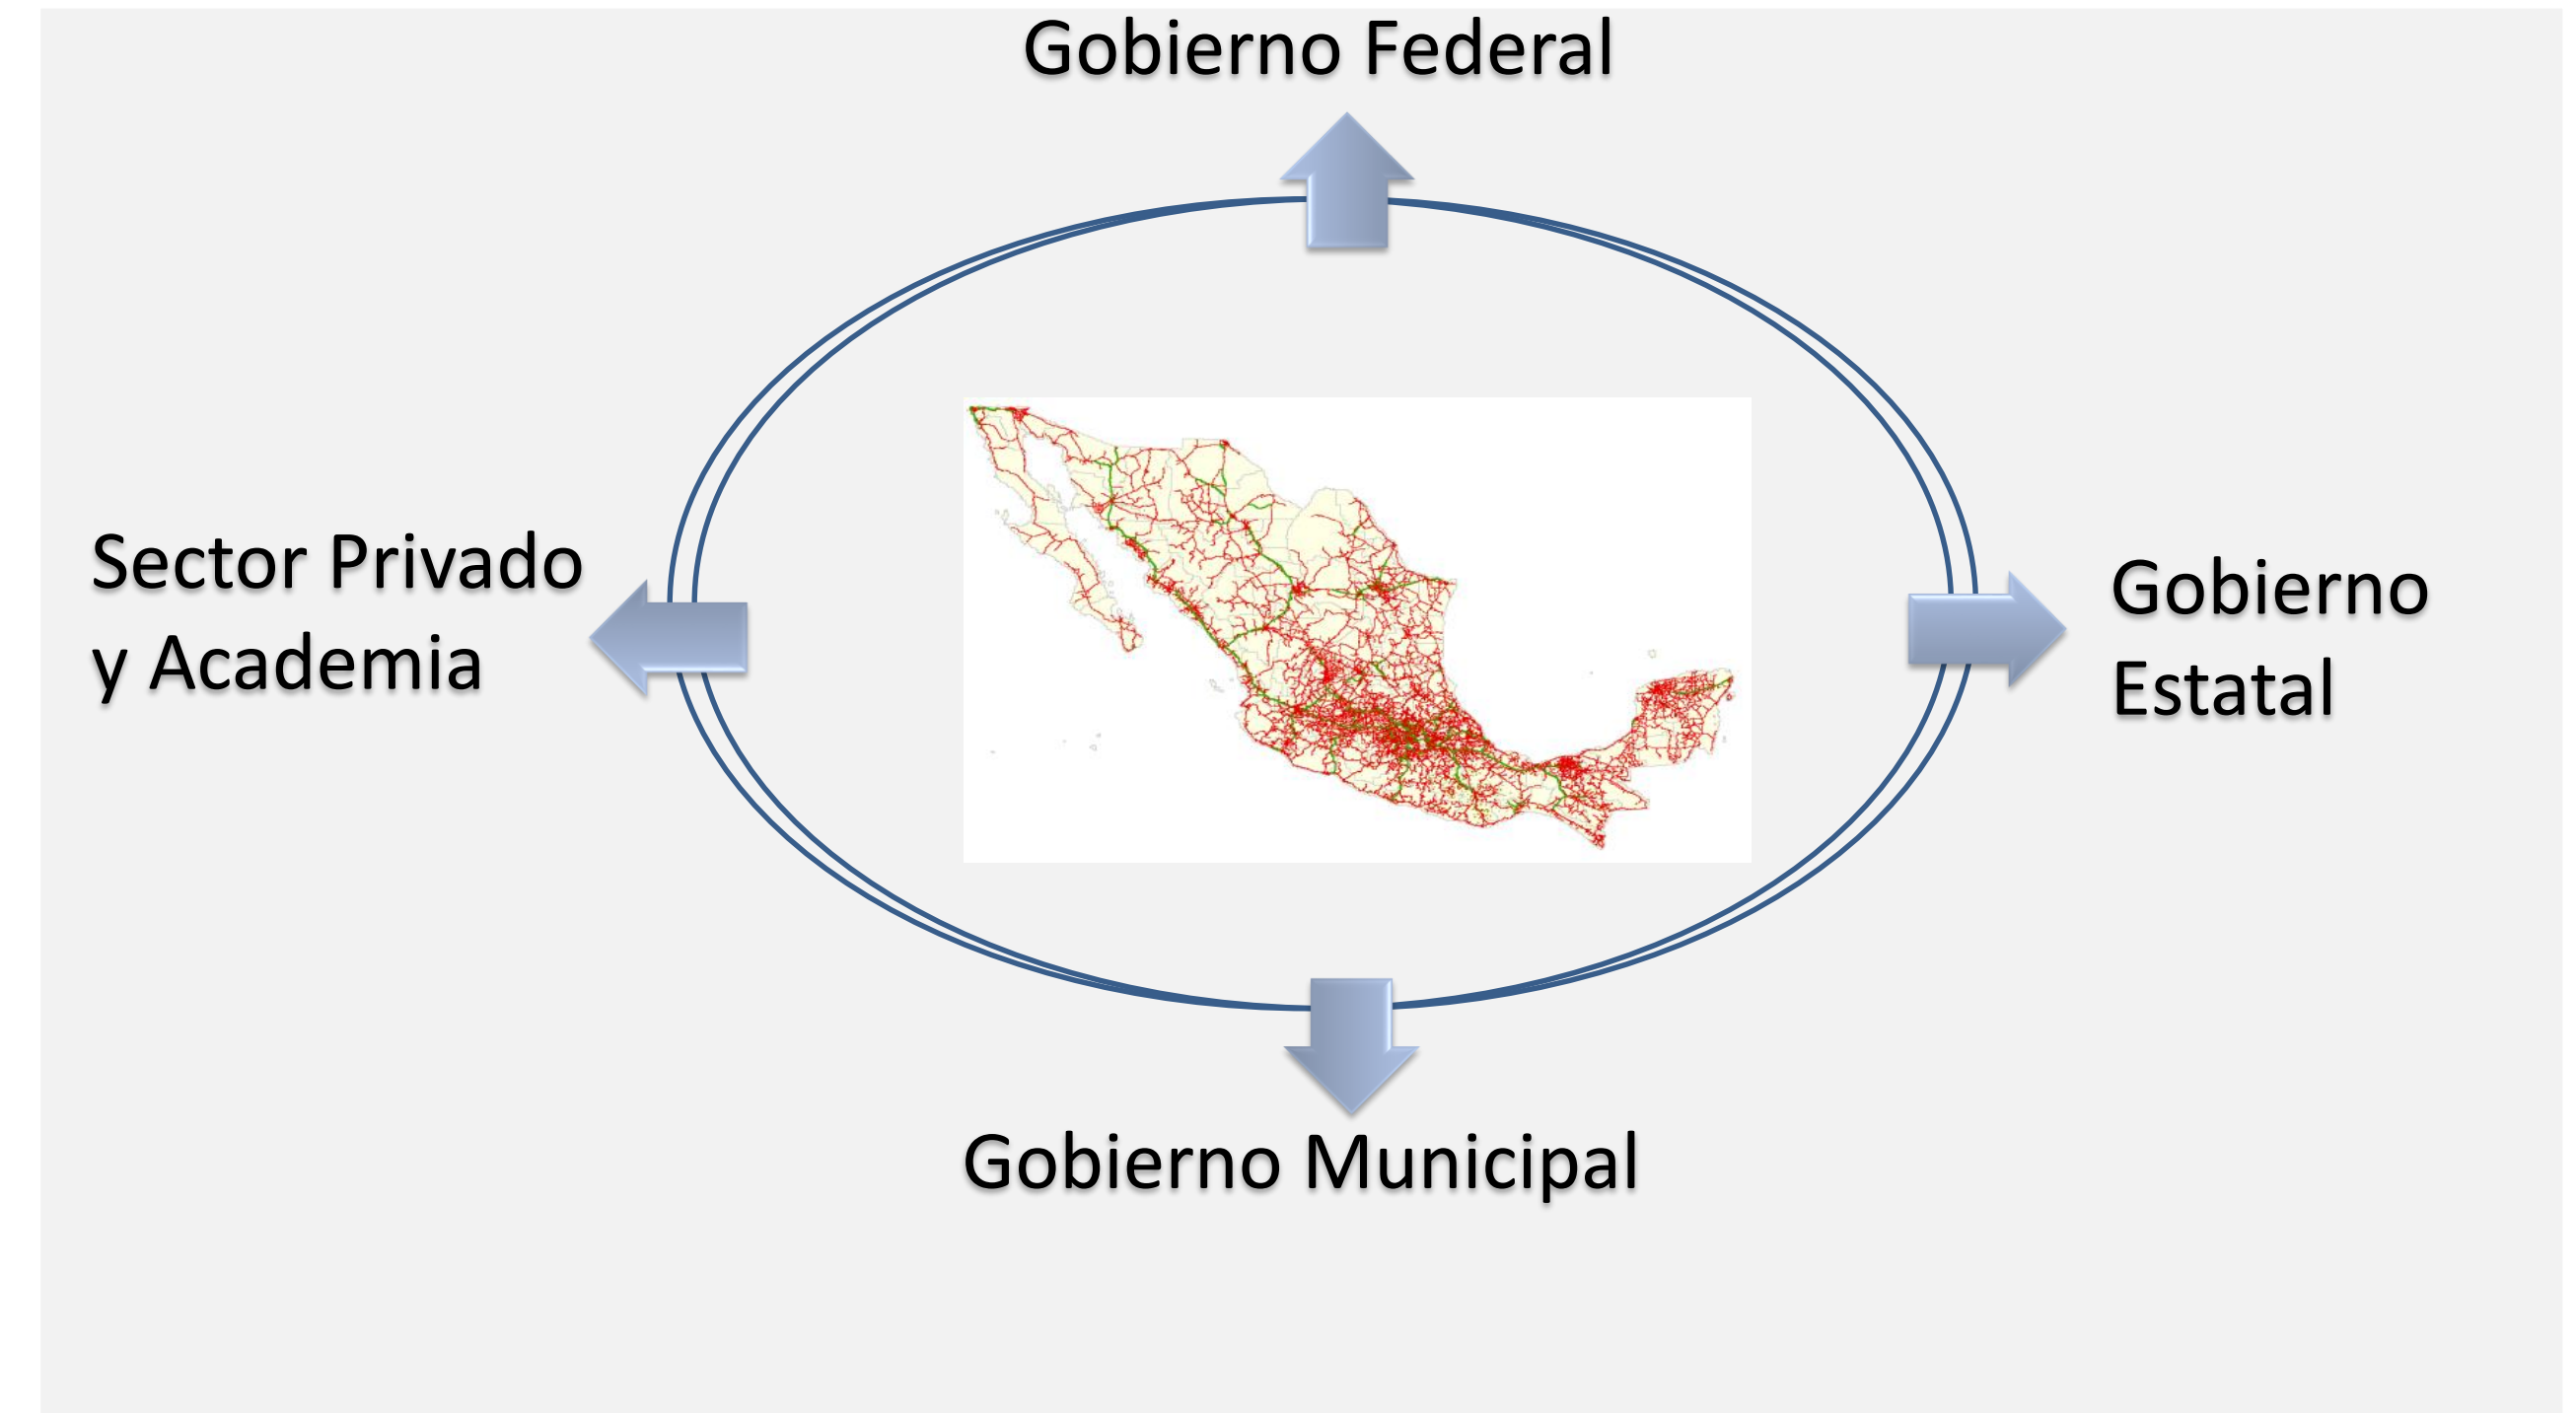 Gobierno Federal
Sector Privado
y Academia
Gobierno
Estatal
Gobierno Municipal